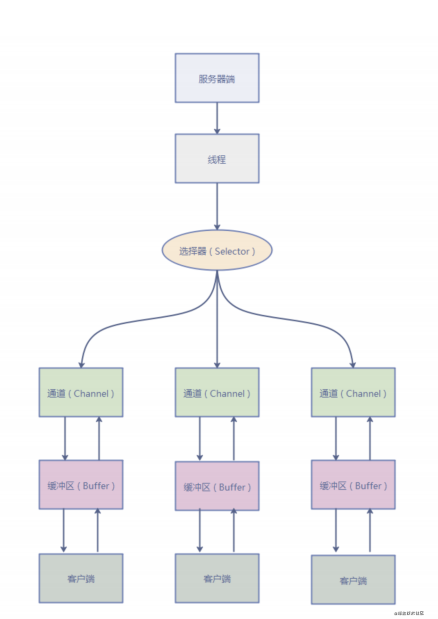 服务器端
线程
选择器 ( Selector )
通道 ( Channel )
通道 ( Channel )
通道 ( Channel )
缓冲区 ( Buffer )
缓冲区 ( Buffer )
缓冲区 ( Buffer )
客户端
客户端
客户端